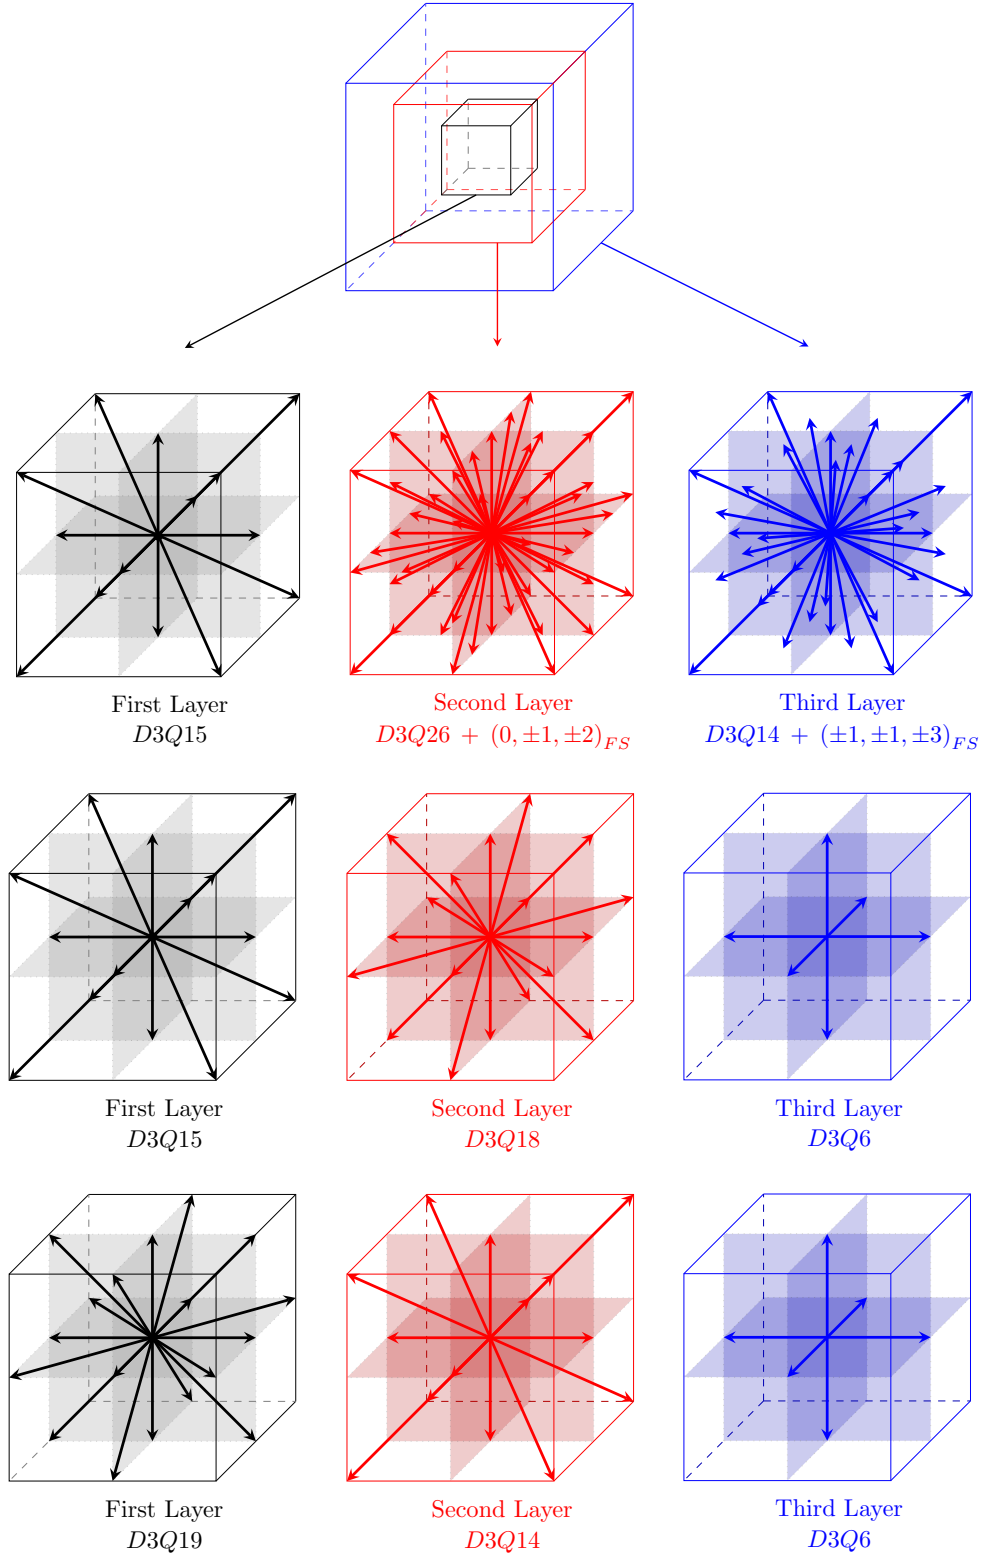 First Layer
D3Q15
Second Layer
D3Q26 + (0, ±1, ±2)_{FS}
Third Layer
D3Q14 + (±1, ±1, ±3)_{FS}
First Layer
D3Q15
Second Layer
D3Q18
Third Layer
D3Q6
First Layer
D3Q19
Second Layer
D3Q14
Third Layer
D3Q6